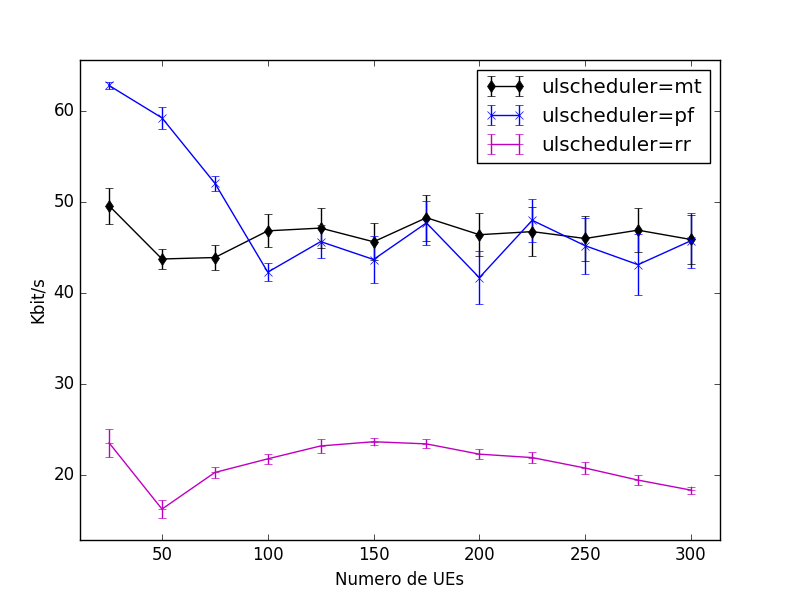 ulscheduler=mt
ulscheduler=pf
ulscheduler=rr
60
50
40
30
20
Kbit/s
50 100 150 200 250 300
Numero de UEs